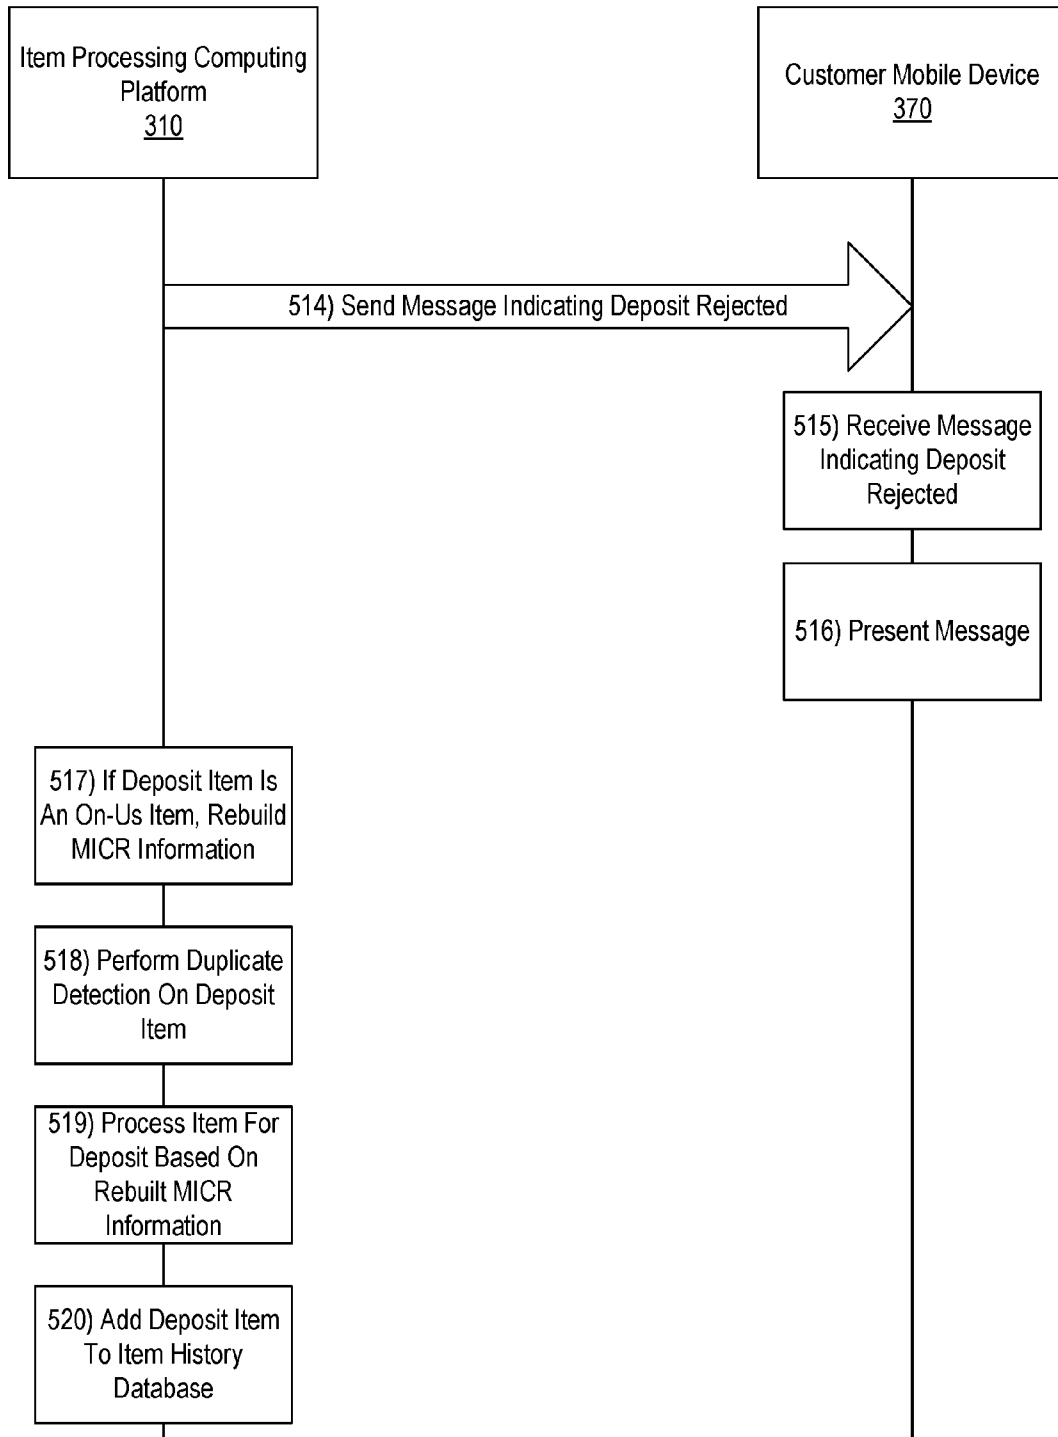 Item Processing Computing
Platform
310
Customer Mobile Device
370
514) Send Message Indicating Deposit Rejected
515) Receive Message
Indicating Deposit
Rejected
516) Present Message
517) If Deposit Item Is
An On-Us Item, Rebuild
MICR Information
518) Perform Duplicate
Detection On Deposit
Item
519) Process Item For
Deposit Based On
Rebuilt MICR
Information
520) Add Deposit Item
To Item History
Database